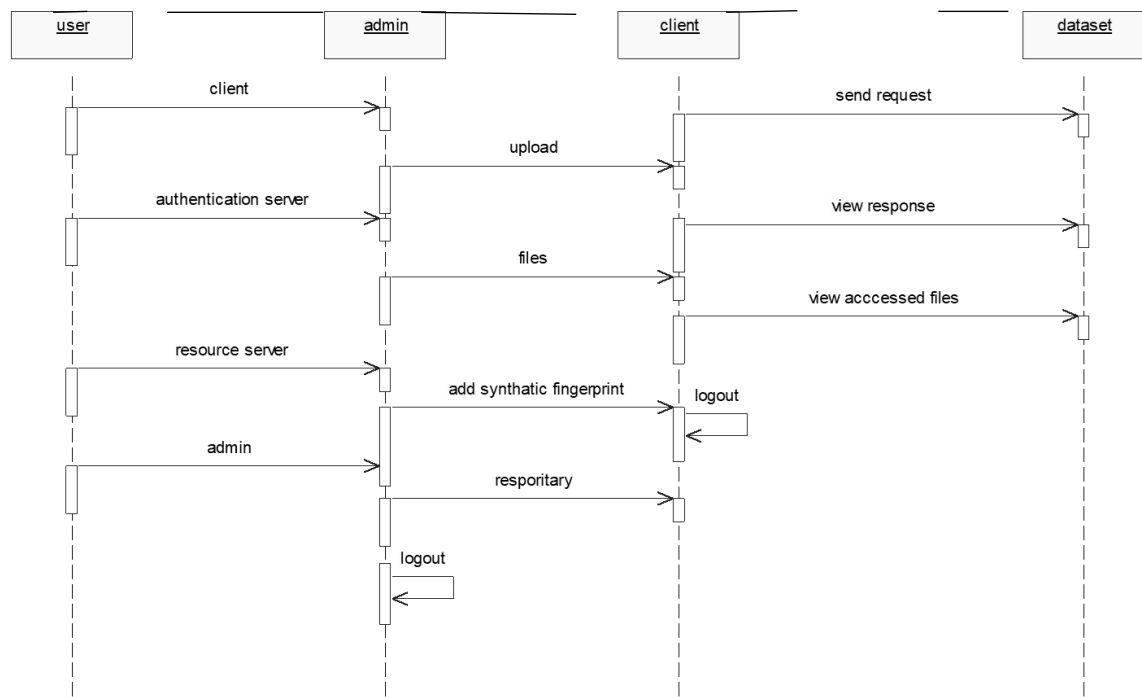 user
admin
client
dataset
client
send request
upload
authentication server
view response
files
view acccessed files
resource server
add synthatic fingerprint
logout
admin
resporitary
logout